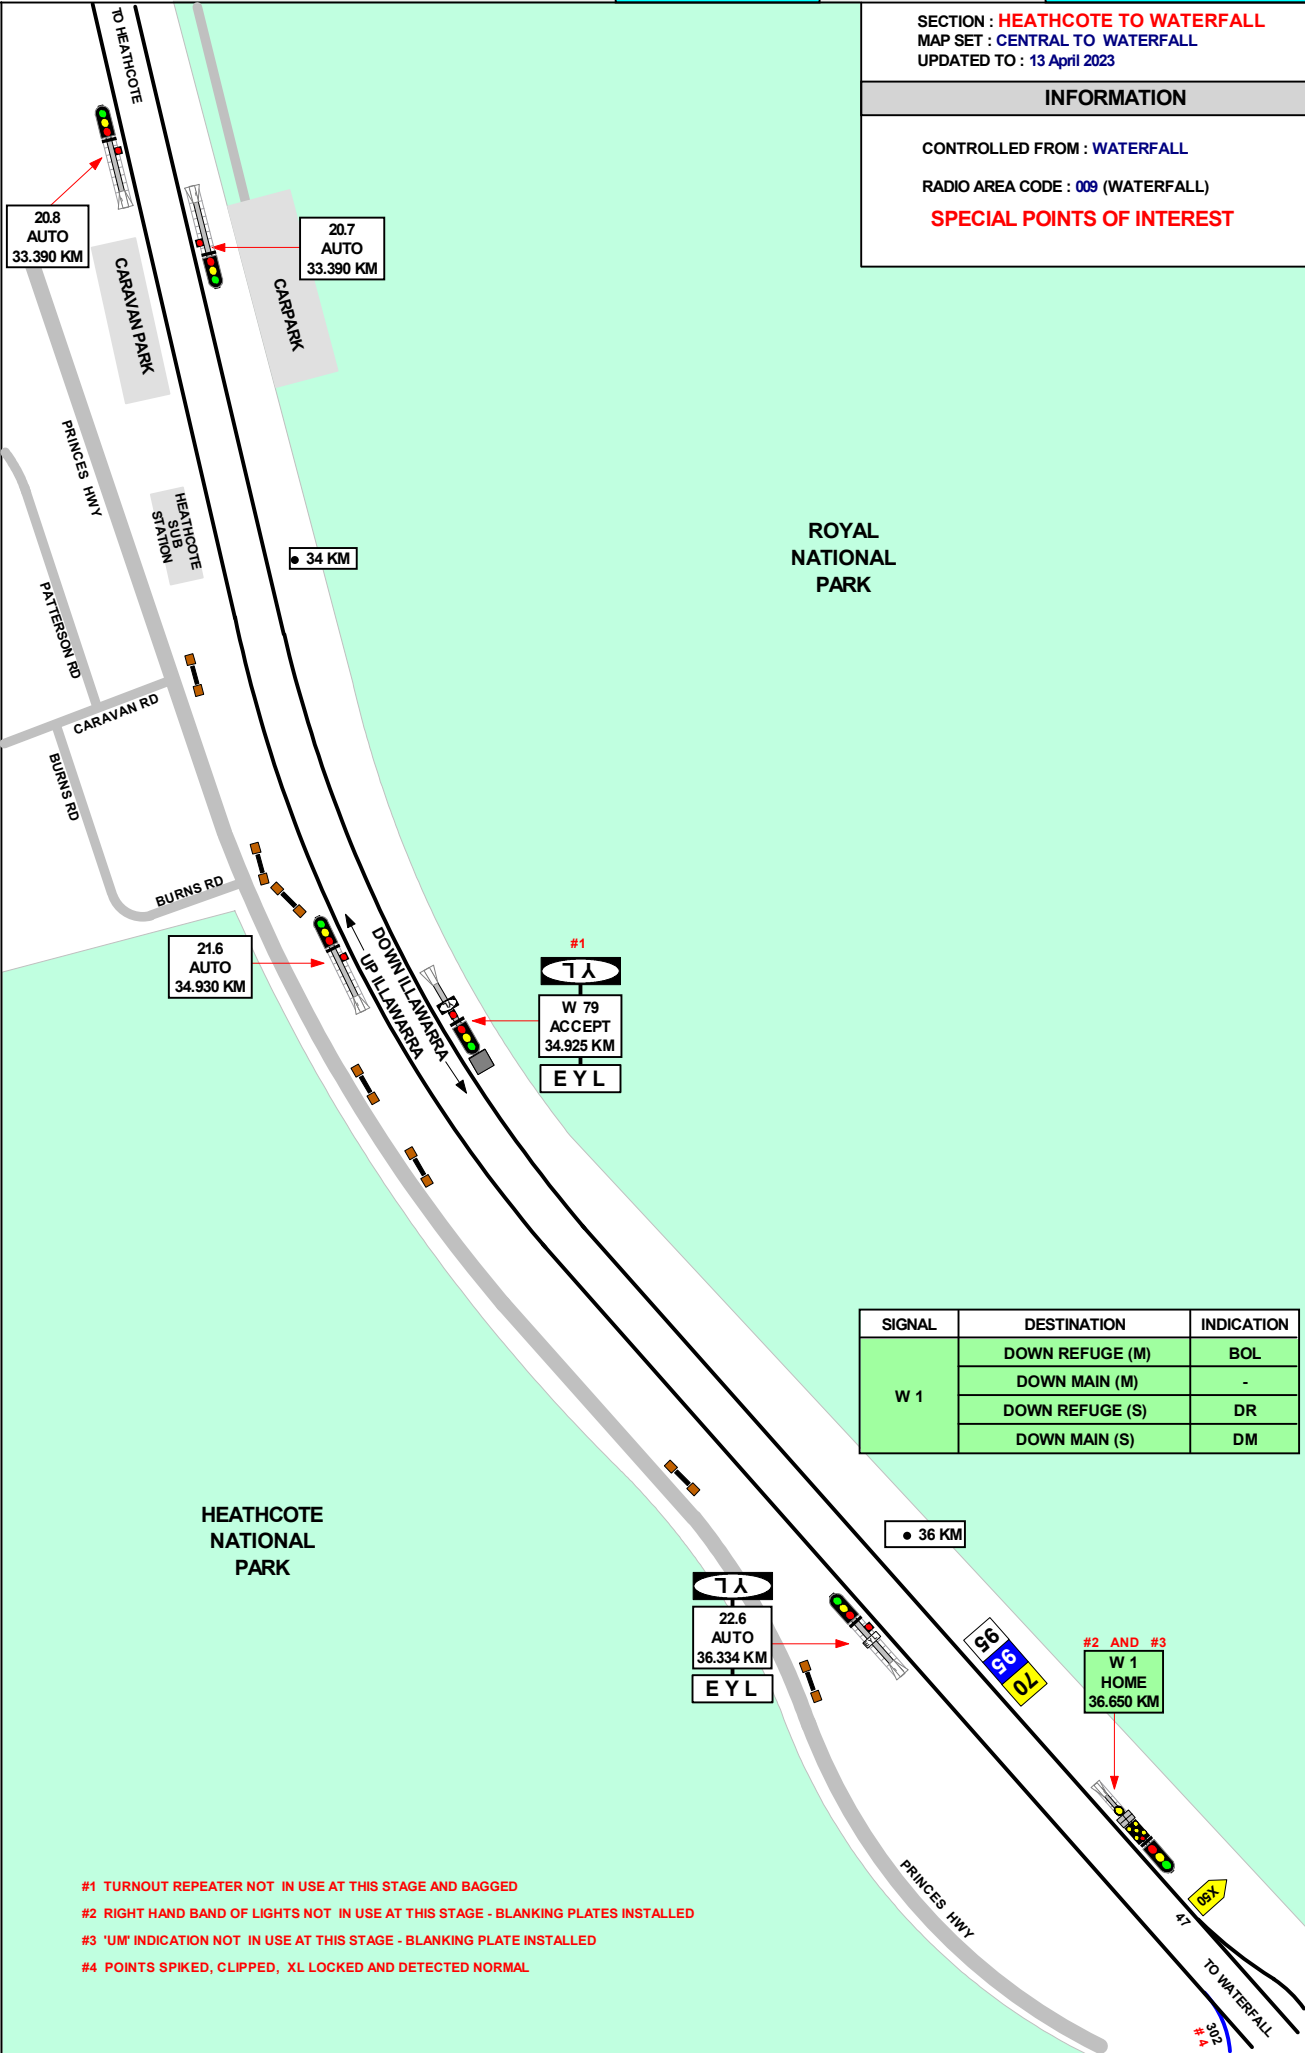 SECTION : HEATHCOTE TO WATERFALL
MAP SET : CENTRAL TO WATERFALL
UPDATED TO : 13 April 2023
INFORMATION
CONTROLLED FROM : WATERFALL
RADIO AREA CODE : 009 (WATERFALL)
SPECIAL POINTS OF INTEREST
TO HEATHCOTE
20.8
AUTO
33.390 KM
20.7
AUTO
33.390 KM
CARAVAN PARK
CARPARK
PRINCES HWY
HEATHCOTE
SUB
STATION
34 KM
ROYAL
NATIONAL
PARK
PATTERSON RD
CARAVAN RD
BURNS RD
BURNS RD
21.6
AUTO
34.930 KM
DOWN ILLAWARRA
UP ILLAWARRA
#1
YL
W 79
ACCEPT
34.925 KM
E Y L
SIGNAL DESTINATION INDICATION
W 1
DOWN REFUGE (M) BOL
DOWN MAIN (M) -
DOWN REFUGE (S) DR
DOWN MAIN (S) DM
HEATHCOTE
NATIONAL
PARK
36 KM
YL
22.6
AUTO
36.334 KM
E Y L
95
95
70
#2 AND #3
W 1
HOME
36.650 KM
X50
47
PRINCES HWY
TO WATERFALL
302
# 4
#1 TURNOUT REPEATER NOT IN USE AT THIS STAGE AND BAGGED
#2 RIGHT HAND BAND OF LIGHTS NOT IN USE AT THIS STAGE - BLANKING PLATES INSTALLED
#3 'UM' INDICATION NOT IN USE AT THIS STAGE - BLANKING PLATE INSTALLED
#4 POINTS SPIKED, CLIPPED, XL LOCKED AND DETECTED NORMAL